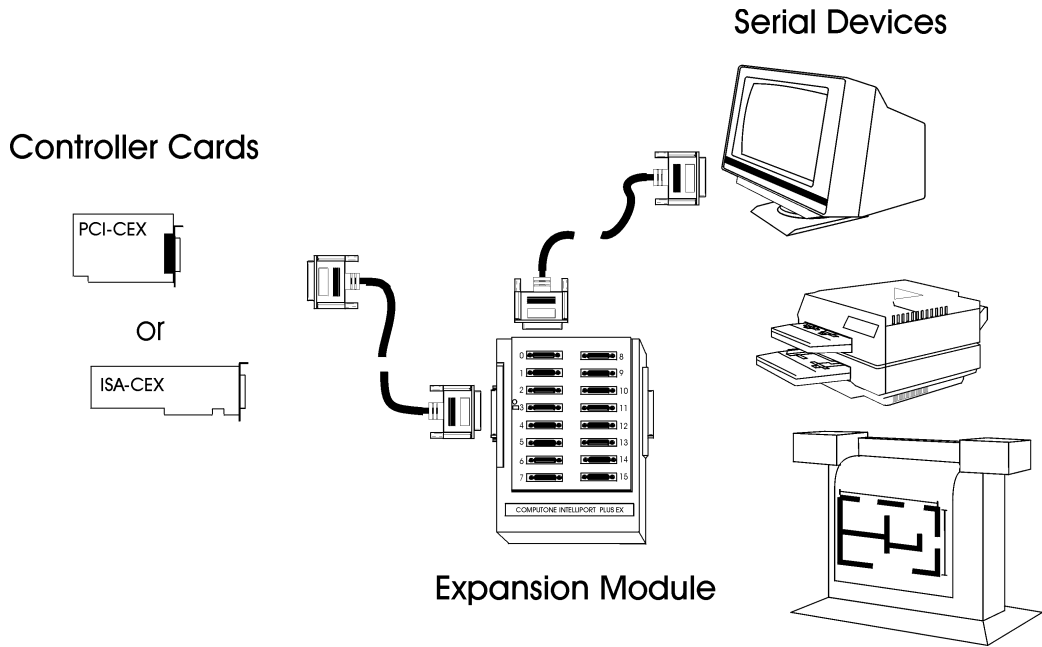 Serial Devices
Controller Cards
PCI-CEX
or
ISA-CEX
0 8
1 9
2 10
3 11
4 12
5 13
6 14
7 15
COMPUTONE INTELLIPORT PLUS EX
Expansion Module